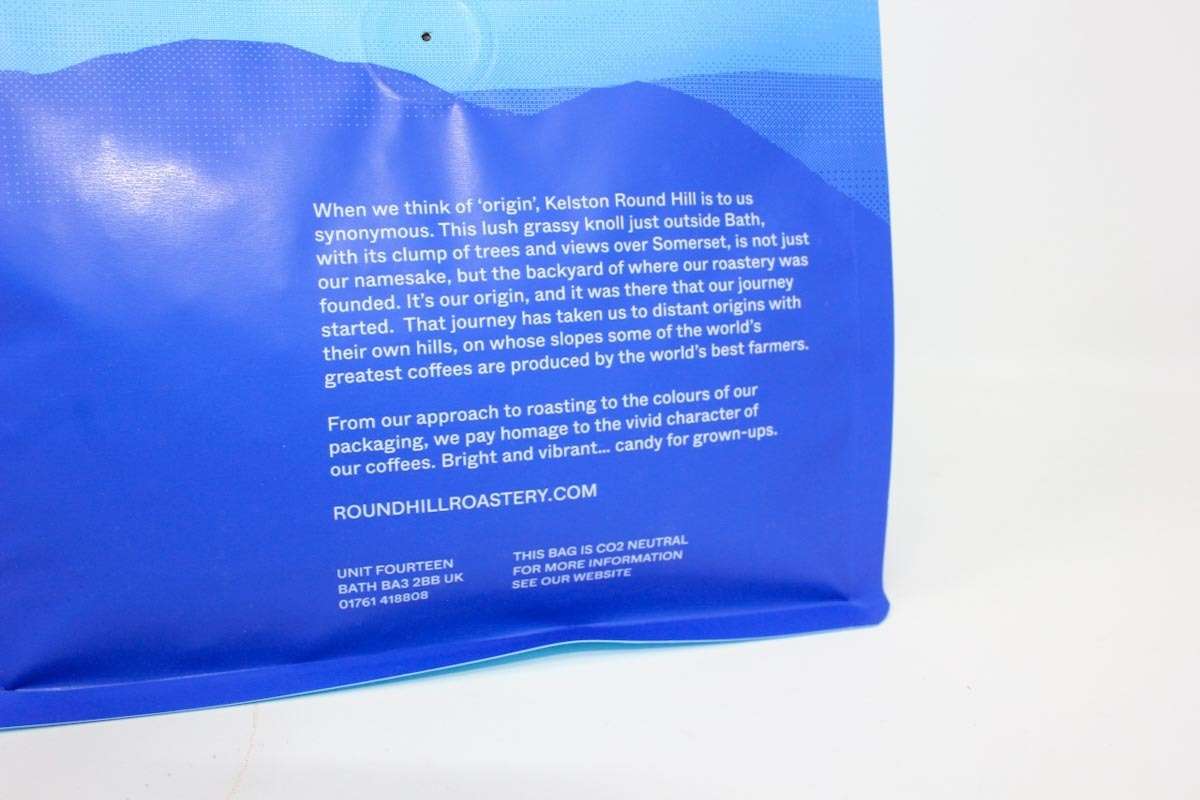 When we think of ‘origin’, Kelston Round Hill is to us
synonymous. This lush grassy knoll just outside Bath,
with its clump of trees and views over Somerset, is not just
our namesake, but the backyard of where our roastery was
founded. It’s our origin, and it was there that our journey
started.  That journey has taken us to distant origins with
their own hills, on whose slopes some of the world’s
greatest coffees are produced by the world’s best farmers.
From our approach to roasting to the colours of our
packaging, we pay homage to the vivid character of
our coffees. Bright and vibrant... candy for grown-ups.
ROUNDHILLROASTERY.COM
UNIT FOURTEEN
BATH BA3 2BB UK
01761 418808
THIS BAG IS CO2 NEUTRAL
FOR MORE INFORMATION
SEE OUR WEBSITE